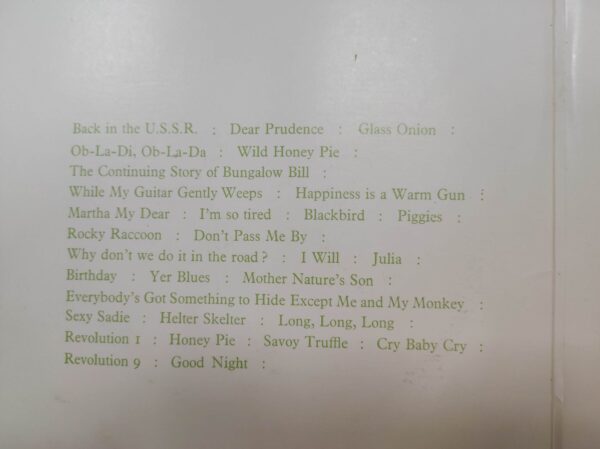 Back in the U.S.S.R. : Dear Prudence : Glass Onion :
Ob-La-Di, Ob-La-Da : Wild Honey Pie :
The Continuing Story of Bungalow Bill :
While My Guitar Gently Weeps : Happiness is a Warm Gun :
Martha My Dear : I'm so tired : Blackbird : Piggies :
Rocky Raccoon : Don't Pass Me By :
Why don't we do it in the road? : I Will : Julia :
Birthday : Yer Blues : Mother Nature's Son :
Everybody's Got Something to Hide Except Me and My Monkey :
Sexy Sadie : Helter Skelter : Long, Long, Long :
Revolution 1 : Honey Pie : Savoy Truffle : Cry Baby Cry :
Revolution 9 : Good Night :